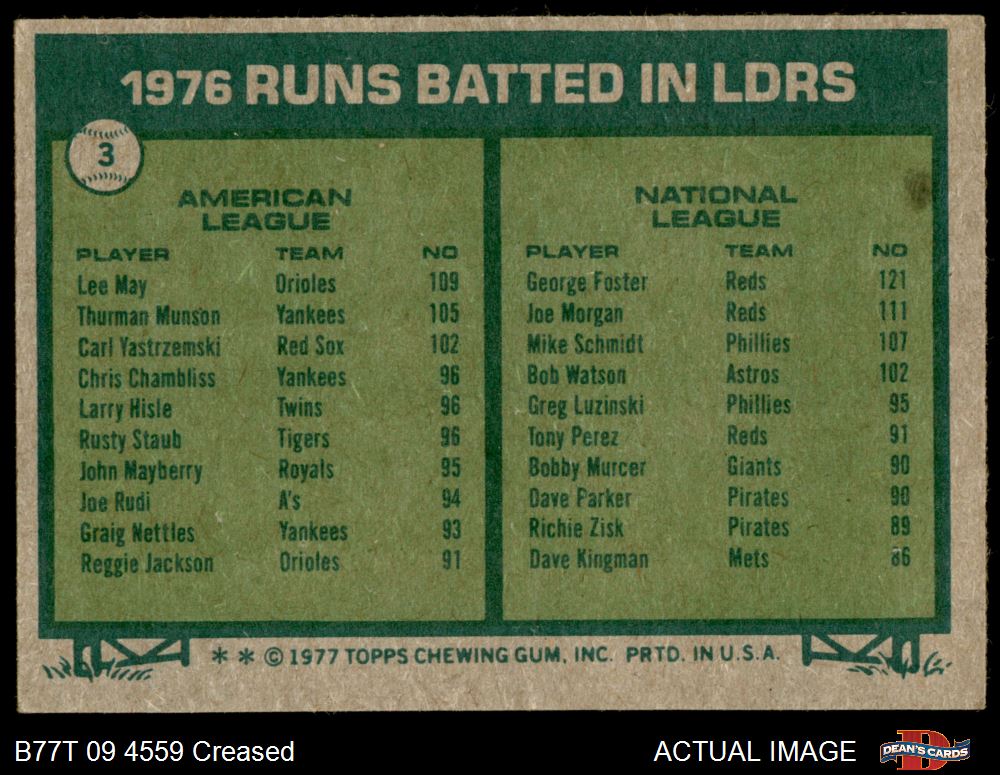 1976 RUNS BATTED IN LDRS
3
AMERICAN
LEAGUE
PLAYER TEAM NO
Lee May Orioles 109
Thurman Munson Yankees 105
Carl Yastrzemski Red Sox 102
Chris Chambliss Yankees 96
Larry Hisle Twins 96
Rusty Staub Tigers 96
John Mayberry Royals 95
Joe Rudi A's 94
Graig Nettles Yankees 93
Reggie Jackson Orioles 91
NATIONAL
LEAGUE
PLAYER TEAM NO
George Foster Reds 121
Joe Morgan Reds 111
Mike Schmidt Phillies 107
Bob Watson Astros 102
Greg Luzinski Phillies 95
Tony Perez Reds 91
Bobby Murcer Giants 90
Dave Parker Pirates 90
Richie Zisk Pirates 89
Dave Kingman Mets 86
* * © 1977 TOPPS CHEWING GUM, INC. PRTD. IN U.S.A.
B77T 09 4559 Creased
ACTUAL IMAGE
D
DEAN'S CARDS